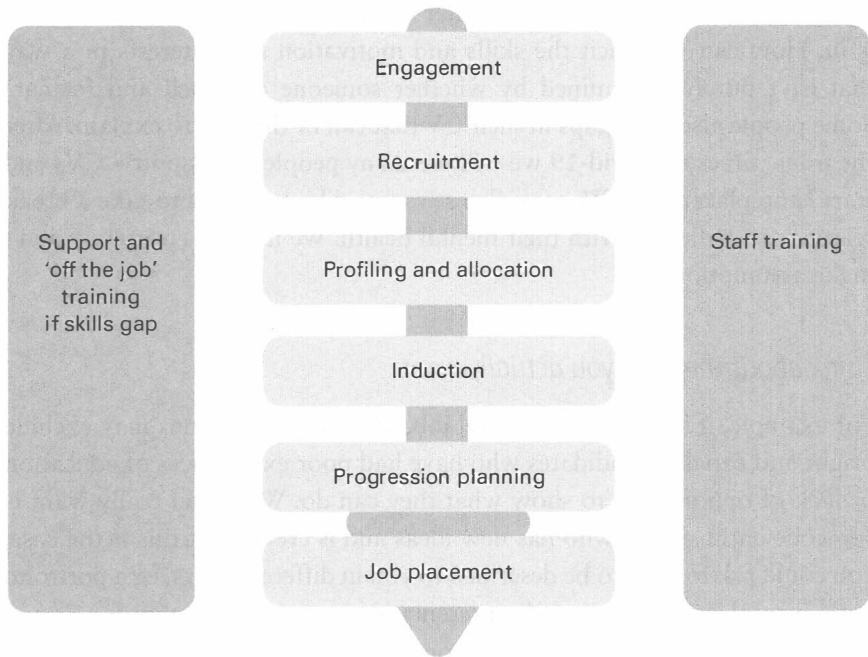 Engagement
Recruitment
Support and
'off the job'
training
if skills gap
Profiling and allocation
Staff training
Induction
Progression planning
Job placement